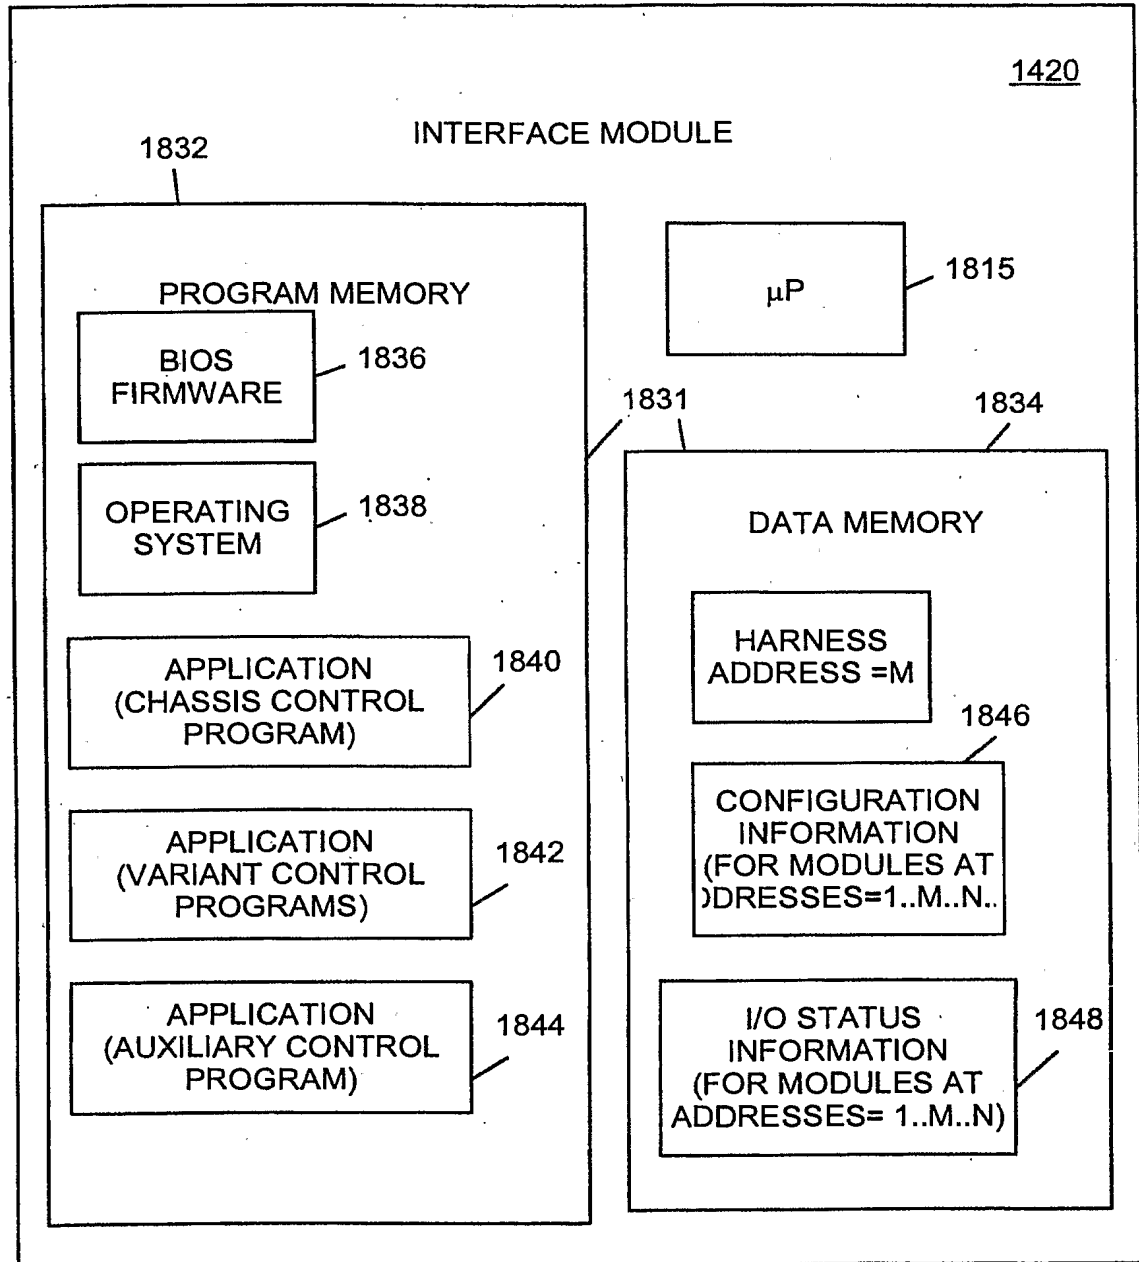 1420
INTERFACE MODULE
1832
PROGRAM MEMORY
BIOS
FIRMWARE
1836
OPERATING
SYSTEM
1838
APPLICATION
(CHASSIS CONTROL
PROGRAM)
1840
APPLICATION
(VARIANT CONTROL
PROGRAMS)
1842
APPLICATION
(AUXILIARY CONTROL
PROGRAM)
1844
μP
1815
1831
1834
DATA MEMORY
HARNESS
ADDRESS =M
1846
CONFIGURATION
INFORMATION
(FOR MODULES AT
DDRESSES=1..M..N..
I/O STATUS
INFORMATION
(FOR MODULES AT
ADDRESSES= 1..M..N)
1848